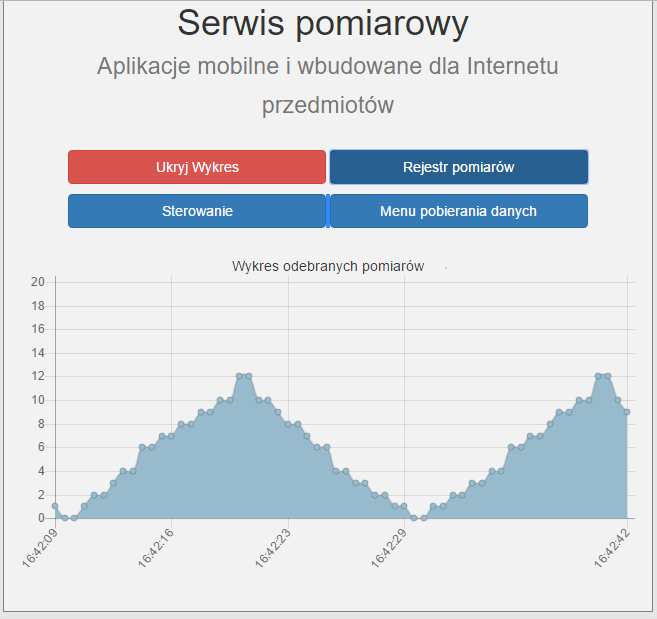 Serwis pomiarowy
Aplikacje mobilne i wbudowane dla Internetu
przedmiotów
Ukryj Wykres
Rejestr pomiarów
Sterowanie
Menu pobierania danych
Wykres odebranych pomiarów
20
18
16
14
12
10
8
6
4
2
0
16:42:09
16:42:16
16:42:23
16:42:29
16:42:42